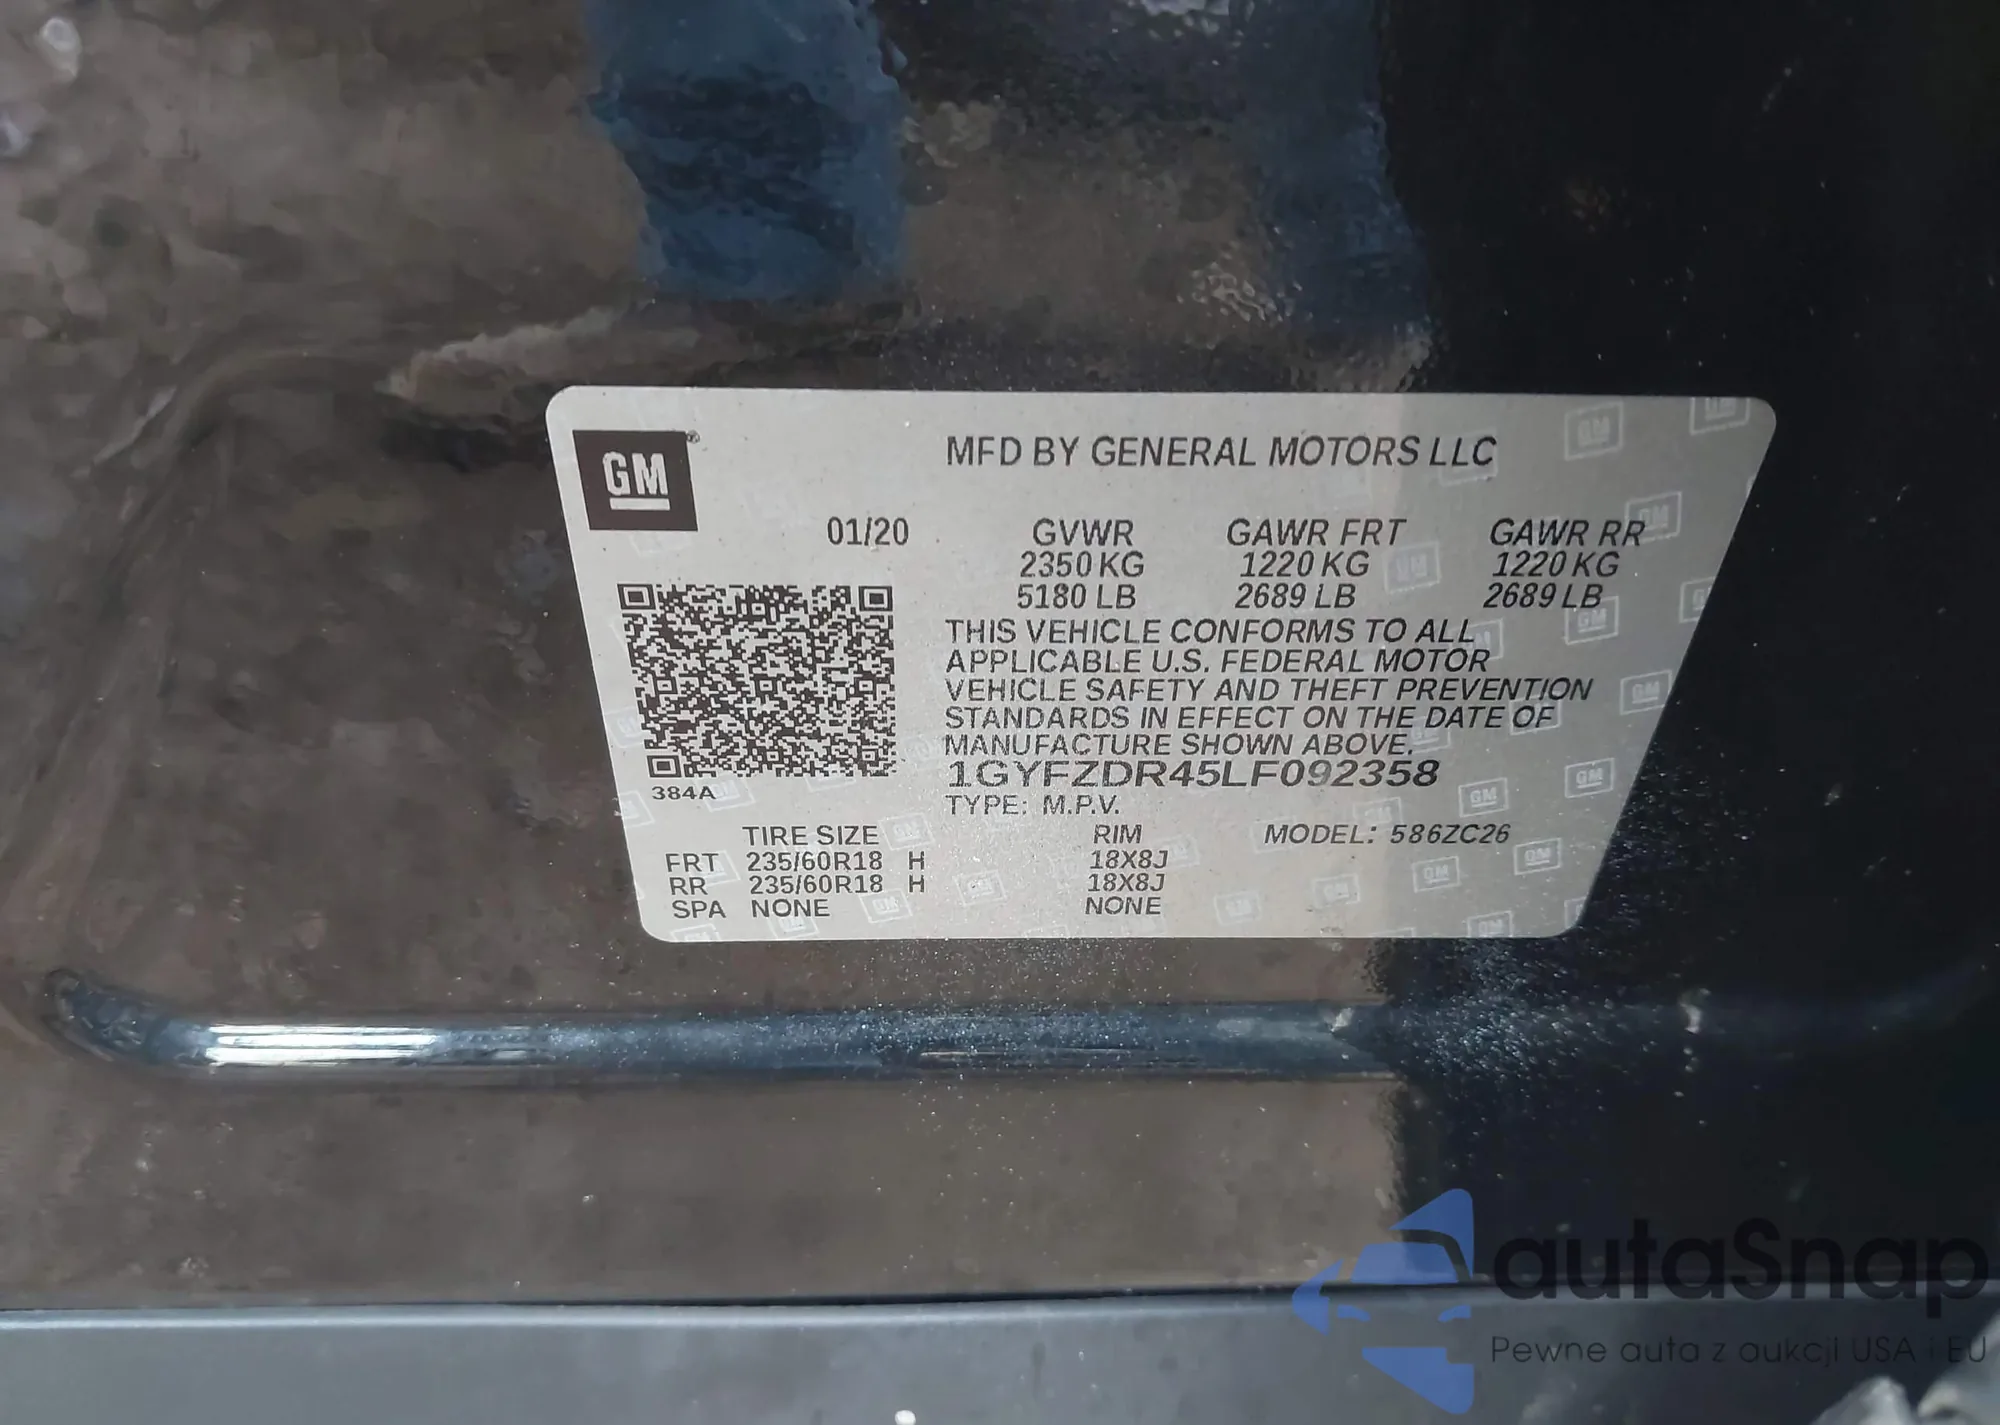 GM
MFD BY GENERAL MOTORS LLC
01/20 GVWR GAWR FRT GAWR RR
2350 KG 1220 KG 1220 KG
5180 LB 2689 LB 2689 LB
THIS VEHICLE CONFORMS TO ALL
APPLICABLE U.S. FEDERAL MOTOR
VEHICLE SAFETY AND THEFT PREVENTION
STANDARDS IN EFFECT ON THE DATE OF
MANUFACTURE SHOWN ABOVE.
1GYFZDR45LF092358
384A
TYPE: M.P.V.
TIRE SIZE RIM MODEL: 586ZC26
FRT 235/60R18 H 18X8J
RR 235/60R18 H 18X8J
SPA NONE NONE
autaSnap
Pewne auta z aukcji USA i EU